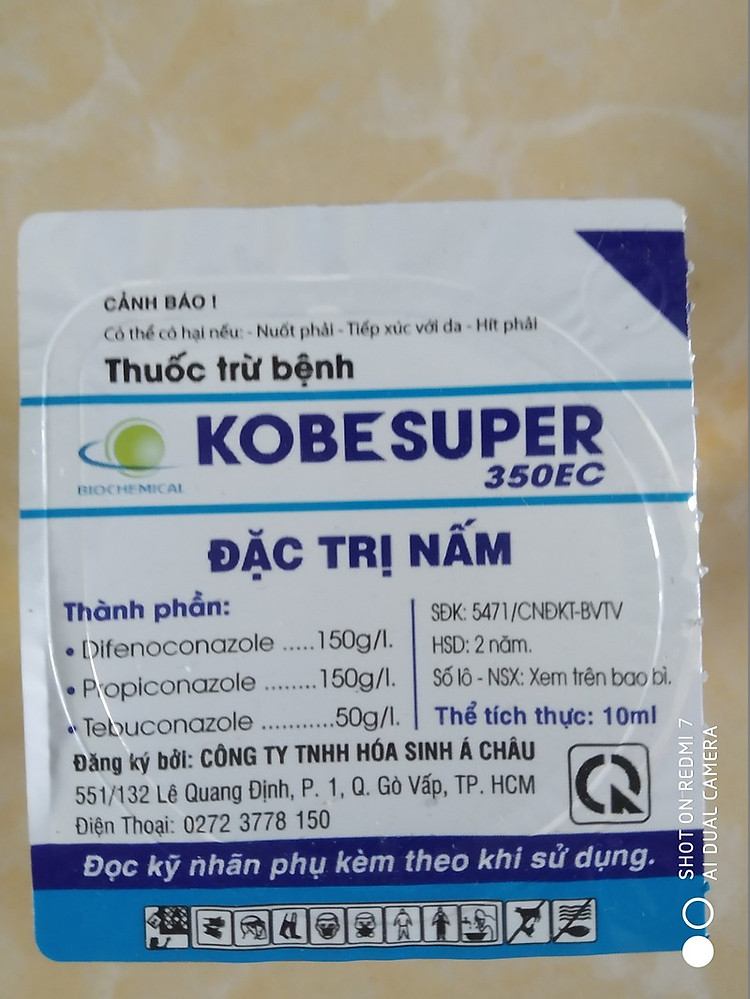 CẢNH BÁO !
Có thể có hại nếu: - Nuốt phải - Tiếp xúc với da - Hít phải
Thuốc trừ bệnh
BIOCHEMICAL
KOBESUPER
350EC
ĐẶC TRỊ NẤM
Thành phần:
• Difenoconazole .....150g/l.
• Propiconazole ........150g/l.
• Tebuconazole ...........50g/l.
SĐK: 5471/CNĐKT-BVTV
HSD: 2 năm.
Số lô - NSX: Xem trên bao bì.
Thể tích thực: 10ml
Đăng ký bởi: CÔNG TY TNHH HÓA SINH Á CHÂU
551/132 Lê Quang Định, P. 1, Q. Gò Vấp, TP. HCM
Điện Thoại: 0272 3778 150
Đọc kỹ nhãn phụ kèm theo khi sử dụng.
SHOT ON REDMI 7
AI DUAL CAMERA